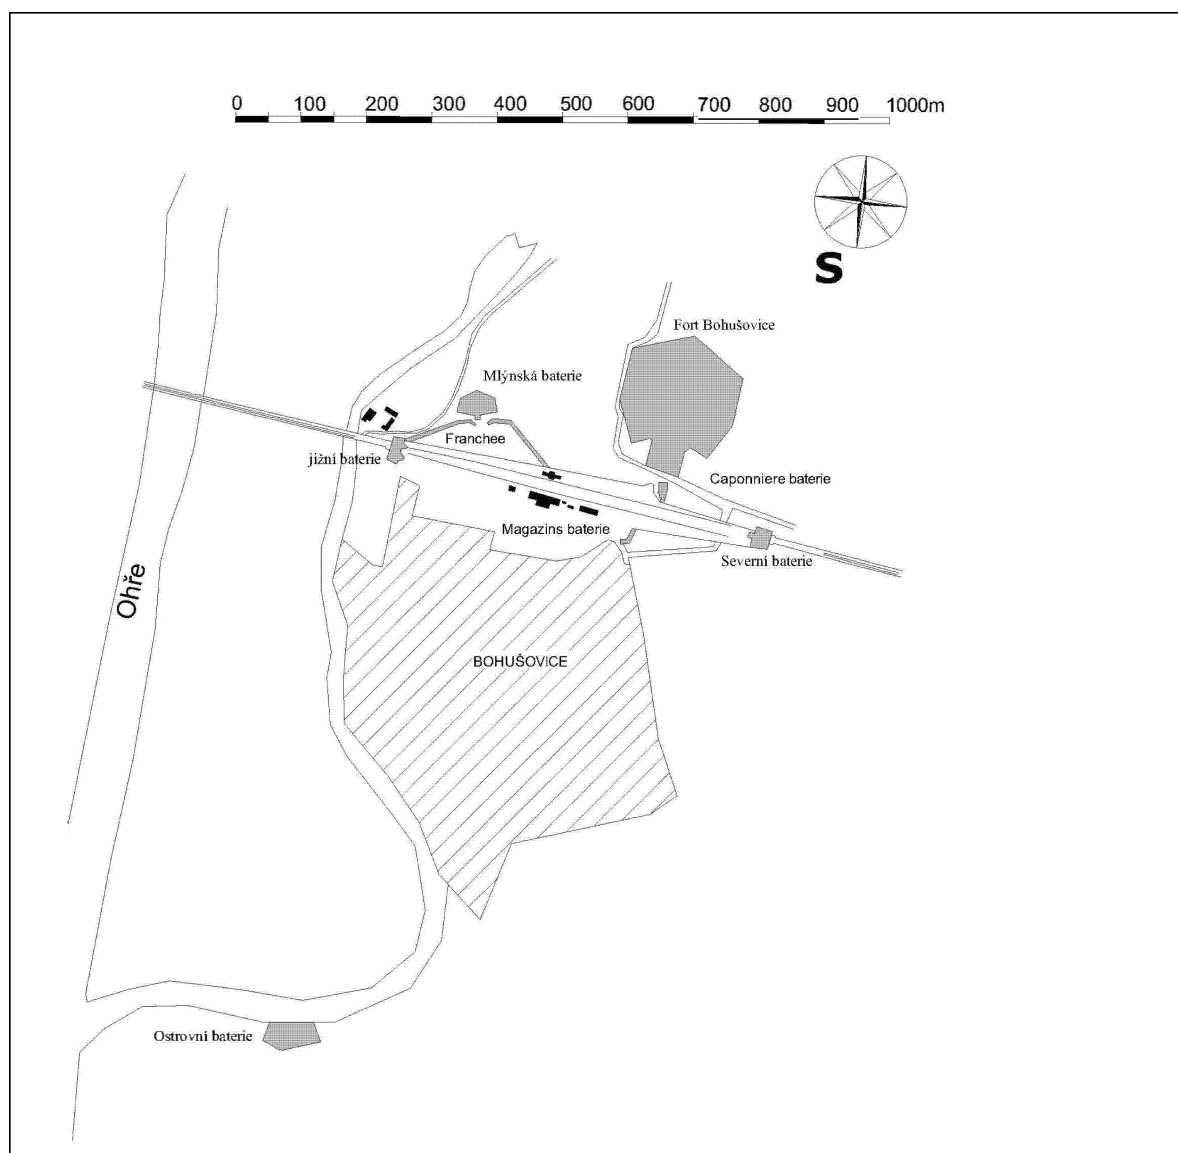 0 100 200 300 400 500 600 700 800 900 1000m
S
Fort Bohušovice
Mlýnská baterie
Franchee
jižní baterie
Caponniere baterie
Magazins baterie
Severní baterie
Ohře
BOHUŠOVICE
Ostrovní baterie